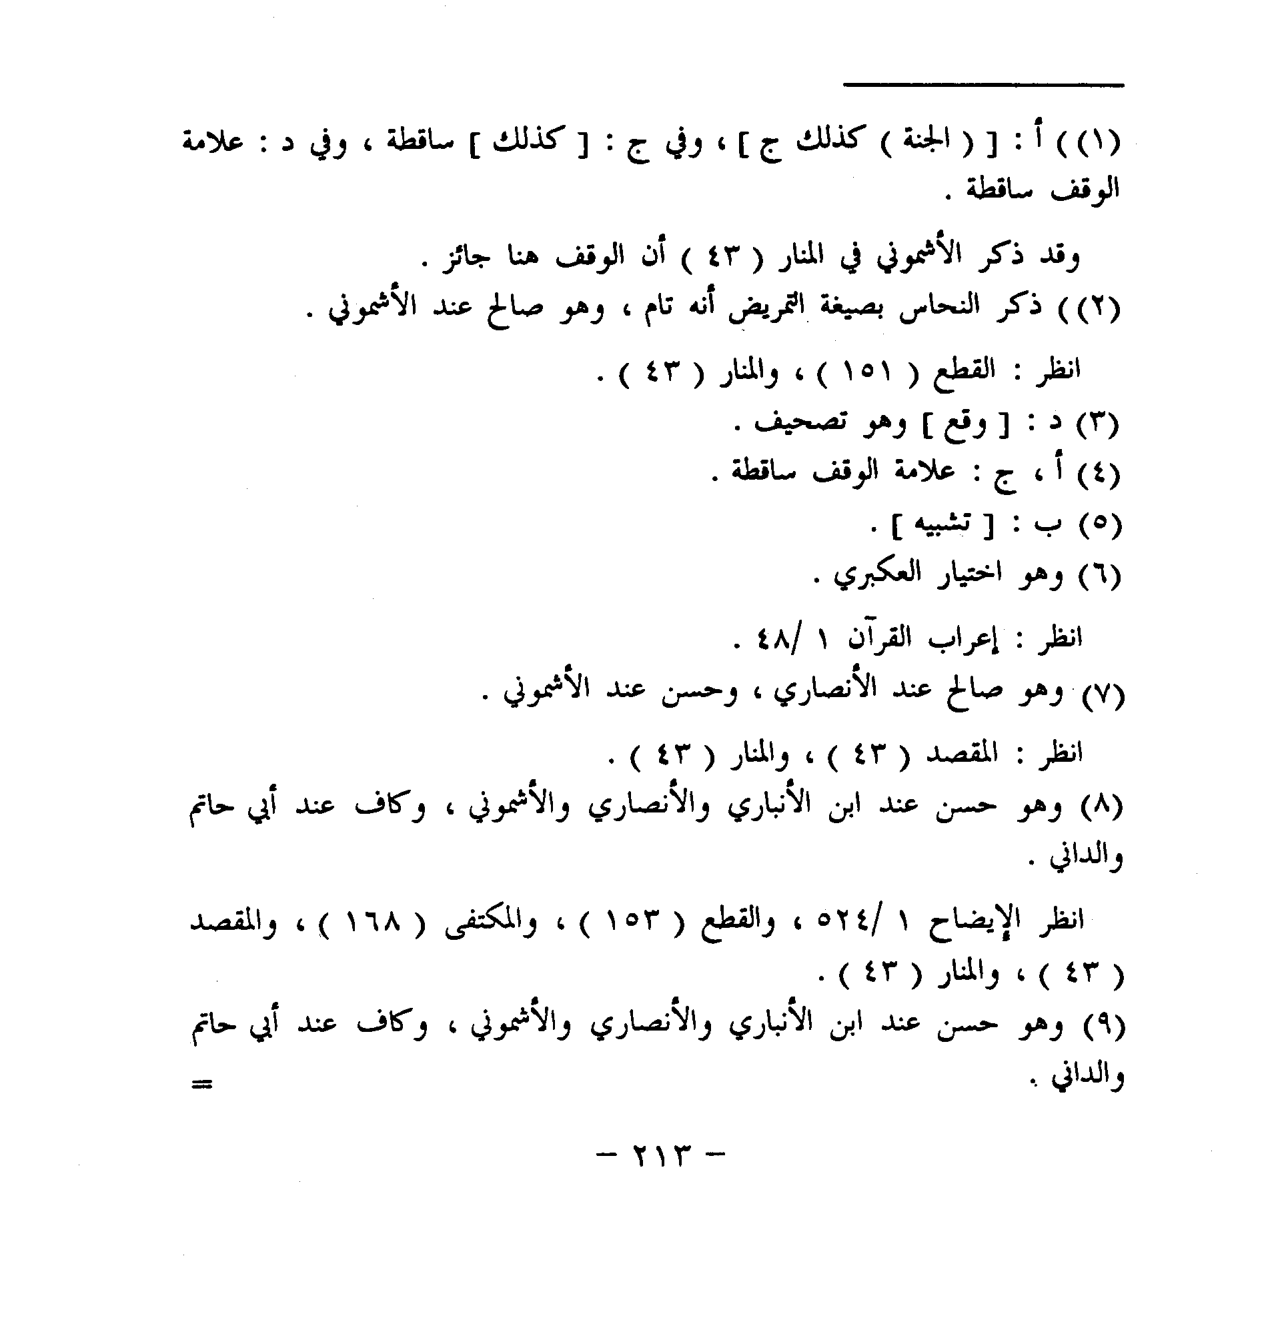 (١)) أ : [ ( الجنة ) كذلك ج ] ، وفي ج : [ كذلك ] ساقطة ، وفي د : علامة
الوقف ساقطة .
وقد ذكر الأشموني في المنار ( ٤٣ ) أن الوقف هنا جائز .
(٢)) ذكر النحاس بصيغة التمريض أنه تام ، وهو صالح عند الأشموني .
انظر : القطع ( ١٥١ ) ، والمنار ( ٤٣ ) .
(٣) د : [ وقع ] وهو تصحيف .
(٤) أ ، ج : علامة الوقف ساقطة .
(٥) ب : [ تشبيه ] .
(٦) وهو اختيار العكبري .
انظر : إعراب القرآن ١ /٤٨ .
(٧) وهو صالح عند الأنصاري ، وحسن عند الأشموني .
انظر : المقصد ( ٤٣ ) ، والمنار ( ٤٣ ) .
(٨) وهو حسن عند ابن الأنباري والأنصاري والأشموني ، وكاف عند أبي حاتم
والداني .
انظر الإيضاح ١ /٥٢٤ ، والقطع ( ١٥٣ ) ، والمكتفى ( ١٦٨ ) ، والمقصد
( ٤٣ ) ، والمنار ( ٤٣ ) .
(٩) وهو حسن عند ابن الأنباري والأنصاري والأشموني ، وكاف عند أبي حاتم
والداني . =
– ٢١٣ –